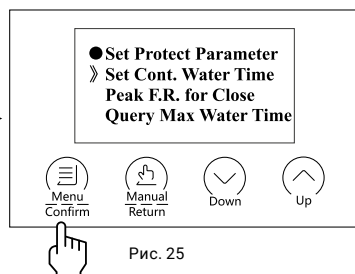 ●Set Protect Parameter
》Set Cont. Water Time
Peak F.R. for Close
Query Max Water Time
Menu
Confirm
Manual
Return
Down
Up
Рис. 25